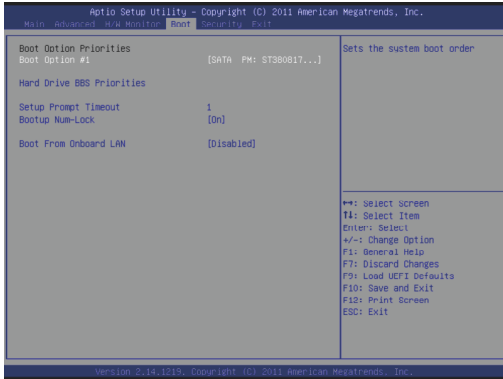 Aptio Setup Utility - Copyright (C) 2011 American Megatrends, Inc.
Main Advanced H/W Monitor Boot Security Exit
Boot Option Priorities
Boot Option #1 [SATA PM: ST380817...]
Hard Drive BBS Priorities
Setup Prompt Timeout 1
Bootup Num-Lock [On]
Boot From Onboard LAN [Disabled]
Sets the system boot order
↔: Select Screen
↑↓: Select Item
Enter: Select
+/-: Change Option
F1: General Help
F7: Discard Changes
F9: Load UEFI Defaults
F10: Save and Exit
F12: Print Screen
ESC: Exit
Version 2.14.1219. Copyright (C) 2011 American Megatrends, Inc.